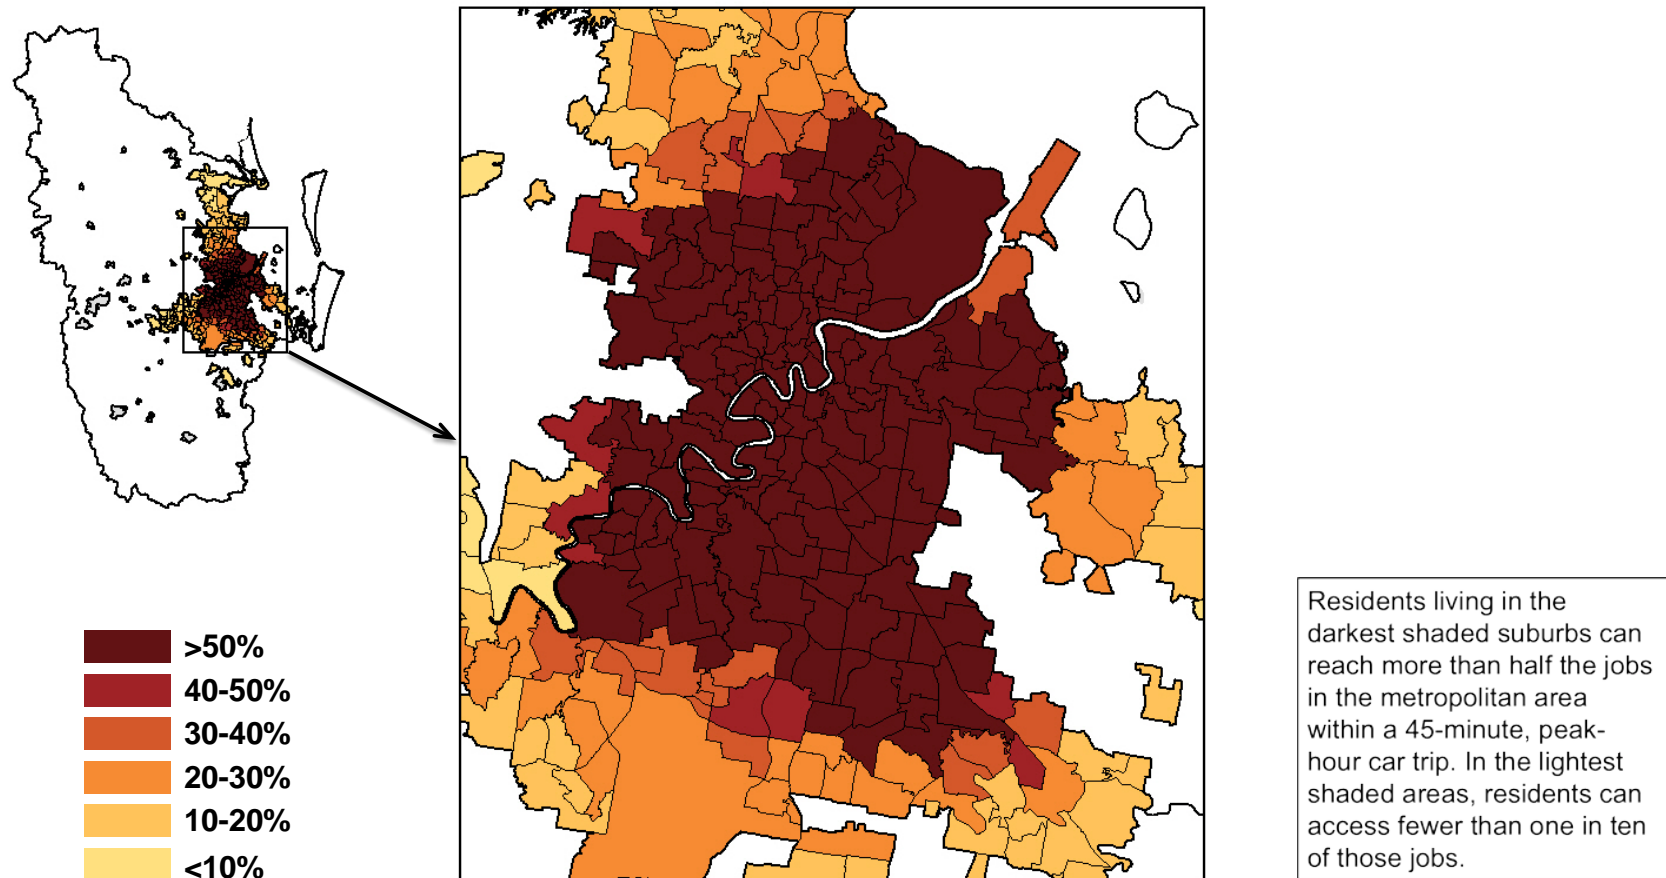 >50%
40-50%
30-40%
20-30%
10-20%
<10%
Residents living in the
darkest shaded suburbs can
reach more than half the jobs
in the metropolitan area
within a 45-minute, peak-
hour car trip. In the lightest
shaded areas, residents can
access fewer than one in ten
of those jobs.